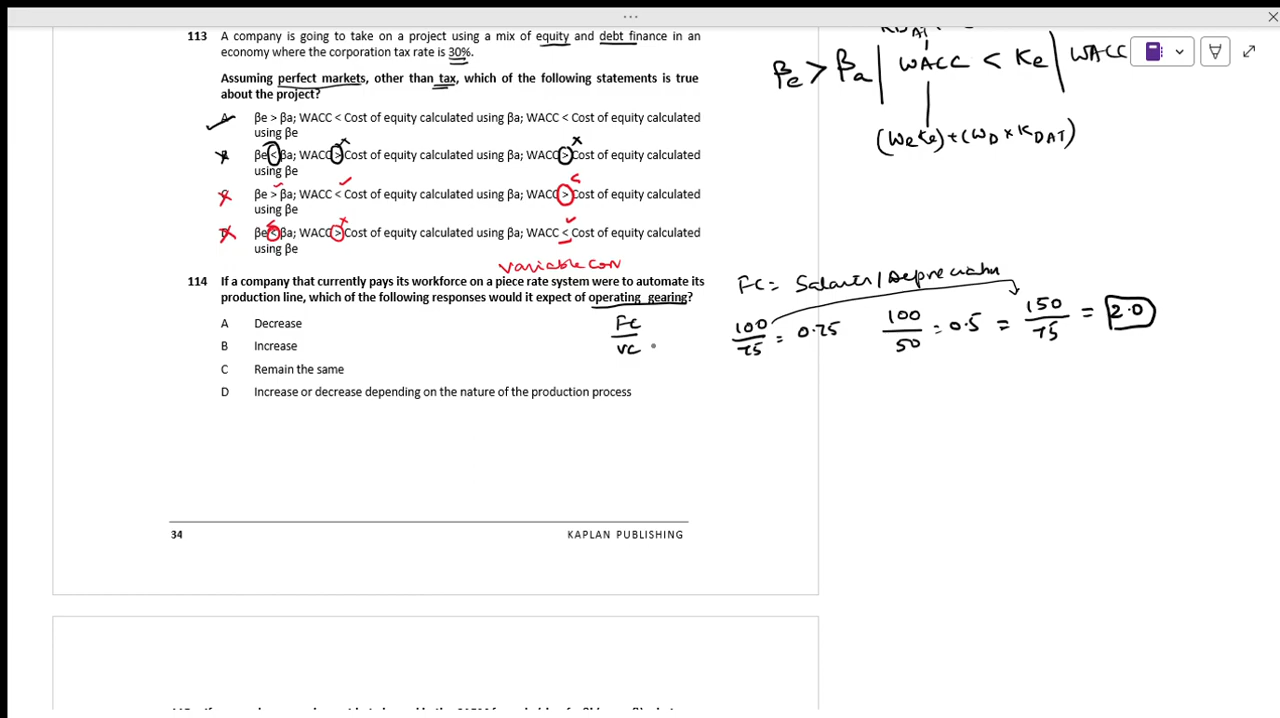 113 A company is going to take on a project using a mix of equity and debt finance in an
economy where the corporation tax rate is 30%.
Assuming perfect markets, other than tax, which of the following statements is true
about the project?
A βe > βa; WACC < Cost of equity calculated using βa; WACC < Cost of equity calculated
using βe
B βe < βa; WACC > Cost of equity calculated using βa; WACC > Cost of equity calculated
using βe
C βe > βa; WACC < Cost of equity calculated using βa; WACC > Cost of equity calculated
using βe
D βe < βa; WACC > Cost of equity calculated using βa; WACC < Cost of equity calculated
using βe
βe > βa | WACC < Ke | WACC
(WeKe)+(WD×KDAT)
variable con
114 If a company that currently pays its workforce on a piece rate system were to automate its
production line, which of the following responses would it expect of operating gearing?
A Decrease
B Increase
C Remain the same
D Increase or decrease depending on the nature of the production process
FC
VC
FC = Salaries/Depreciation
100/75 = 0.75 100/50 = 0.5 = 150/75 = 2.0
34 KAPLAN PUBLISHING